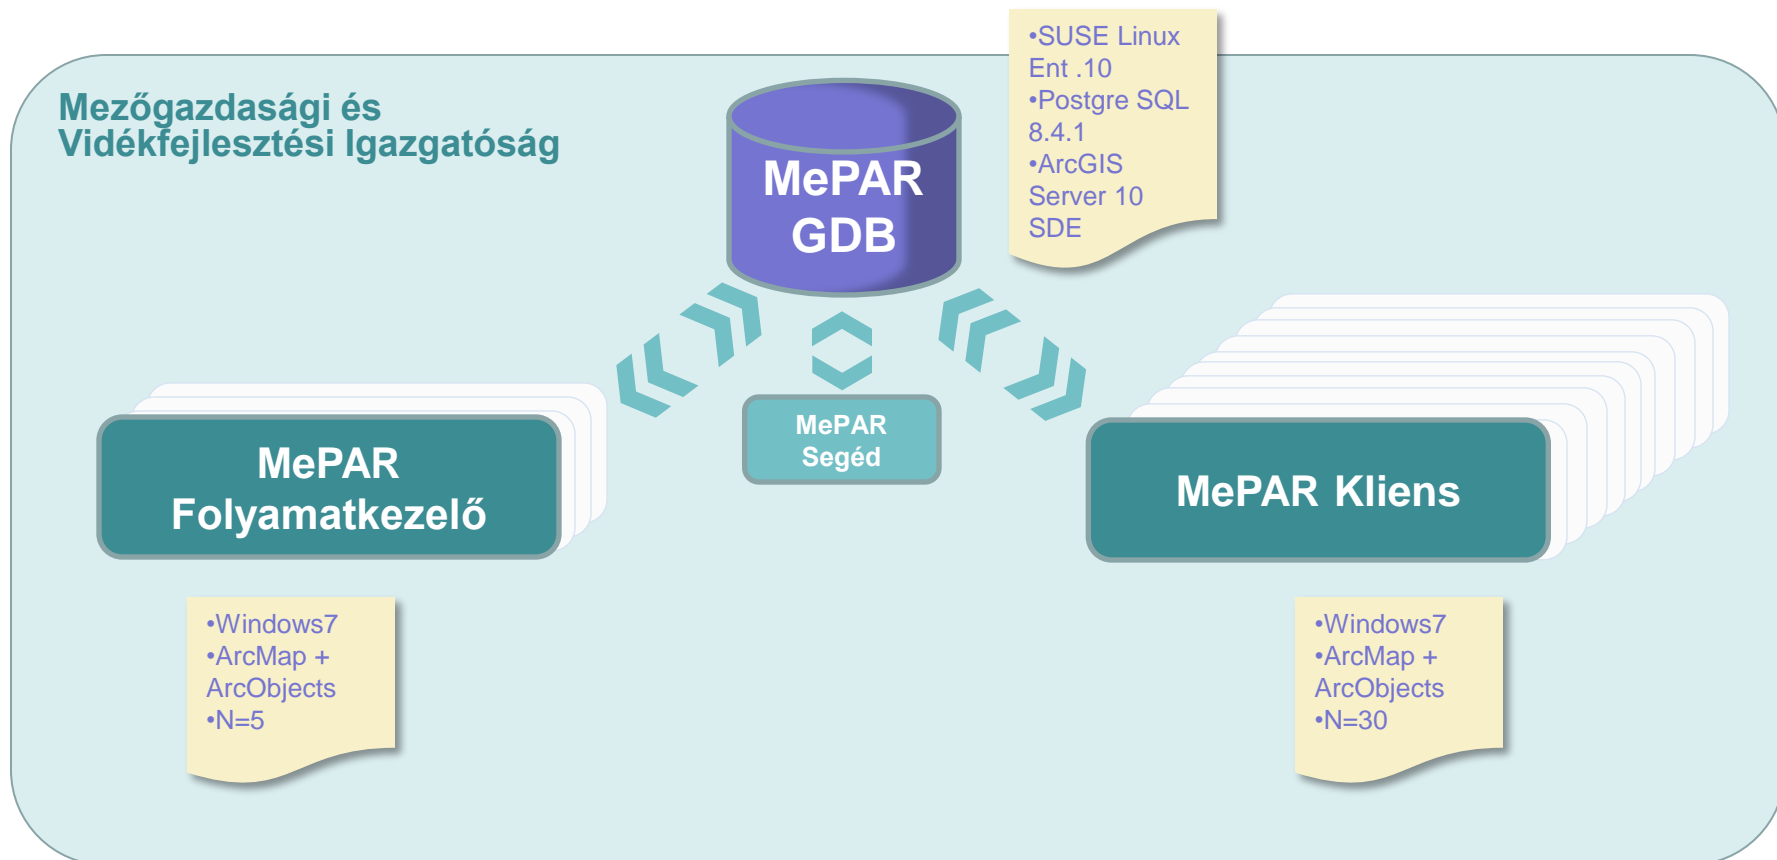 Mezőgazdasági és
Vidékfejlesztési Igazgatóság
MePAR
GDB
•SUSE Linux
Ent .10
•Postgre SQL
8.4.1
•ArcGIS
Server 10
SDE
MePAR
Folyamatkezelő
MePAR
Segéd
MePAR Kliens
•Windows7
•ArcMap +
ArcObjects
•N=5
•Windows7
•ArcMap +
ArcObjects
•N=30